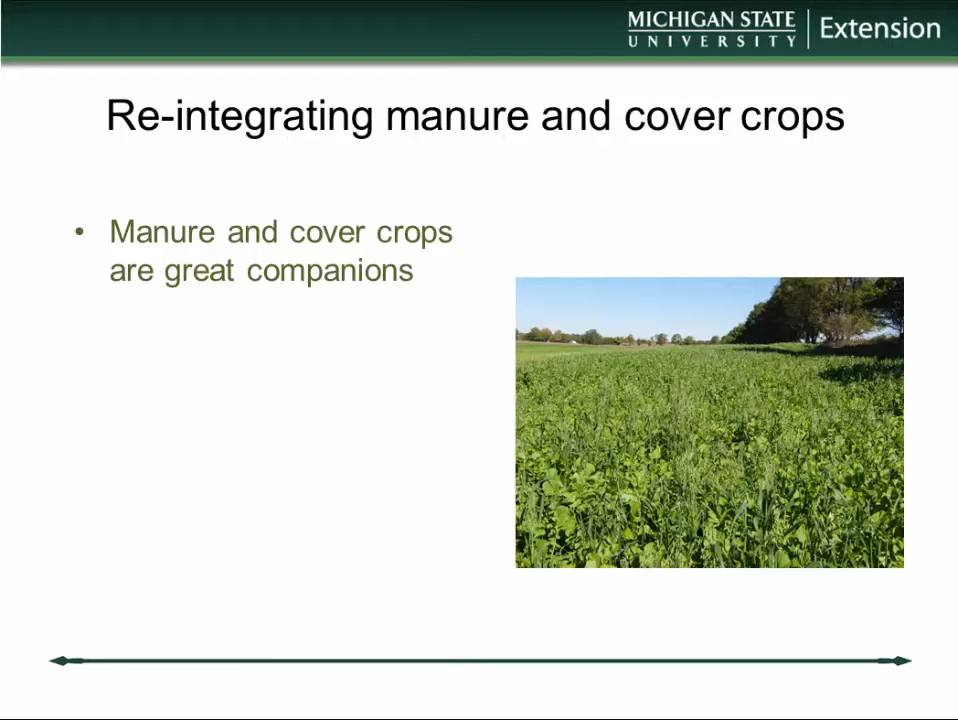 MICHIGAN STATE
UNIVERSITY
Extension
Re-integrating manure and cover crops
• Manure and cover crops
are great companions